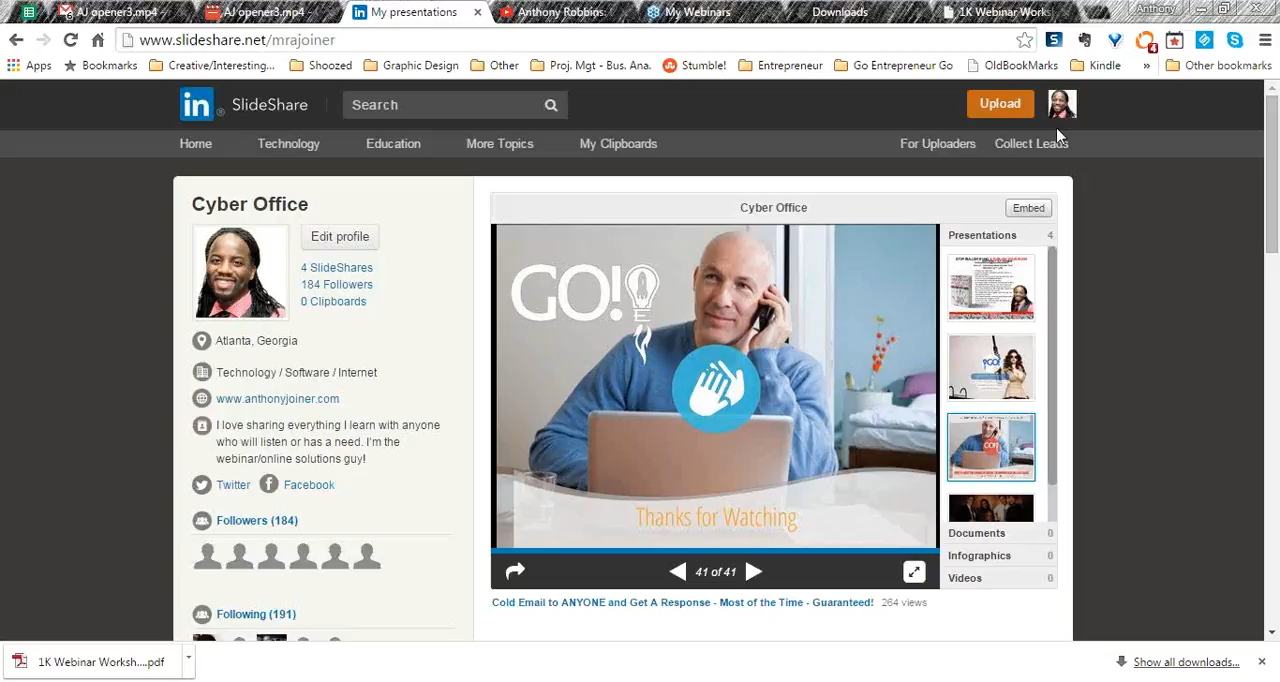 AJ opener3.mp4 -
AJ opener3.mp4 -
My presentations
Anthony Robbins:
My Webinars
Downloads
1K Webinar Works
Anthony
www.slideshare.net/mrajoiner
4
Apps
Bookmarks
Creative/Interesting...
Shoozed
Graphic Design
Other
Proj. Mgt - Bus. Ana.
Stumble!
Entrepreneur
Go Entrepreneur Go
OldBookMarks
Kindle
»
Other bookmarks
in SlideShare
Search
Upload
Home
Technology
Education
More Topics
My Clipboards
For Uploaders
Collect Leads
Cyber Office
Edit profile
4 SlideShares
184 Followers
0 Clipboards
Atlanta, Georgia
Technology / Software / Internet
www.anthonyjoiner.com
I love sharing everything I learn with anyone
who will listen or has a need. I'm the
webinar/online solutions guy!
Twitter
Facebook
Followers (184)
Following (191)
Cyber Office
Embed
GO!
E
Thanks for Watching
41 of 41
Presentations 4
GO!
Documents 0
Infographics 0
Videos 0
Cold Email to ANYONE and Get A Response - Most of the Time - Guaranteed! 264 views
1K Webinar Worksh....pdf
Show all downloads...